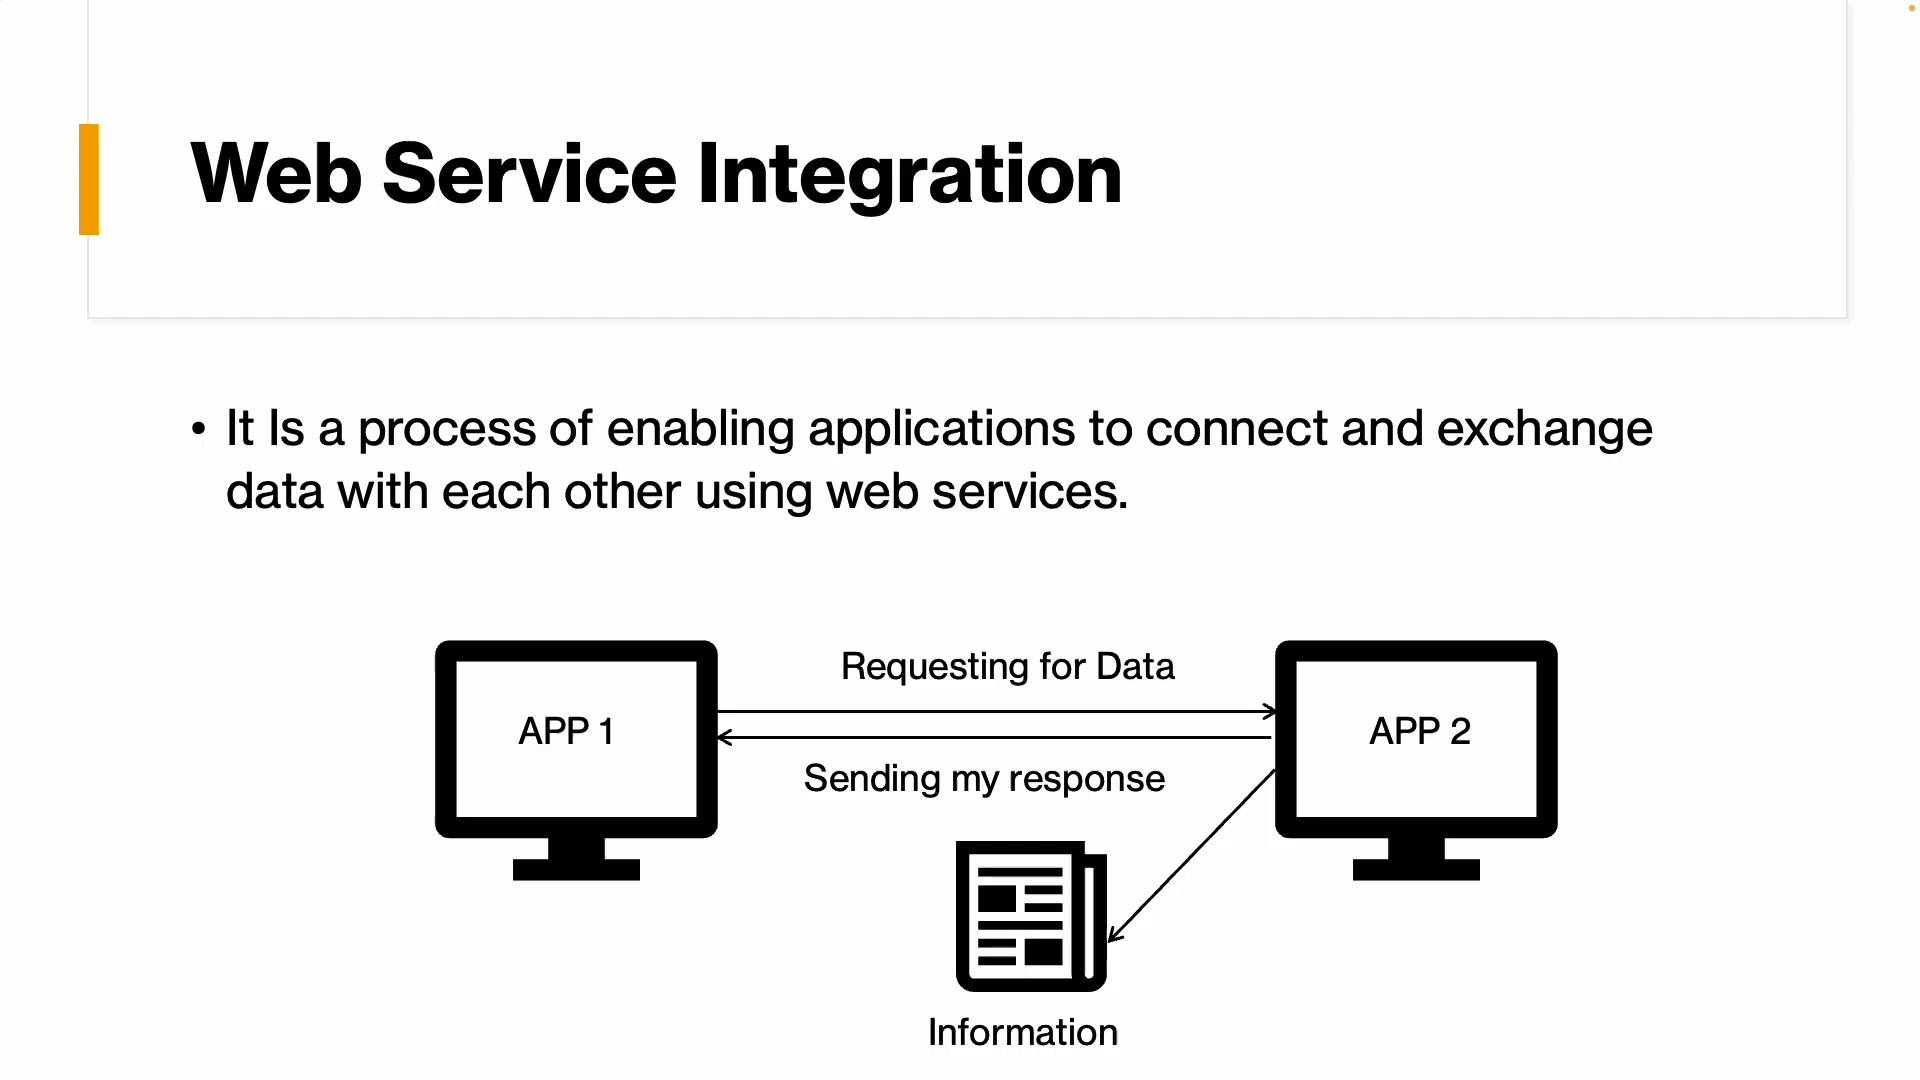 Web Service Integration
• It Is a process of enabling applications to connect and exchange
data with each other using web services.
Requesting for Data
APP 1
APP 2
Sending my response
Information